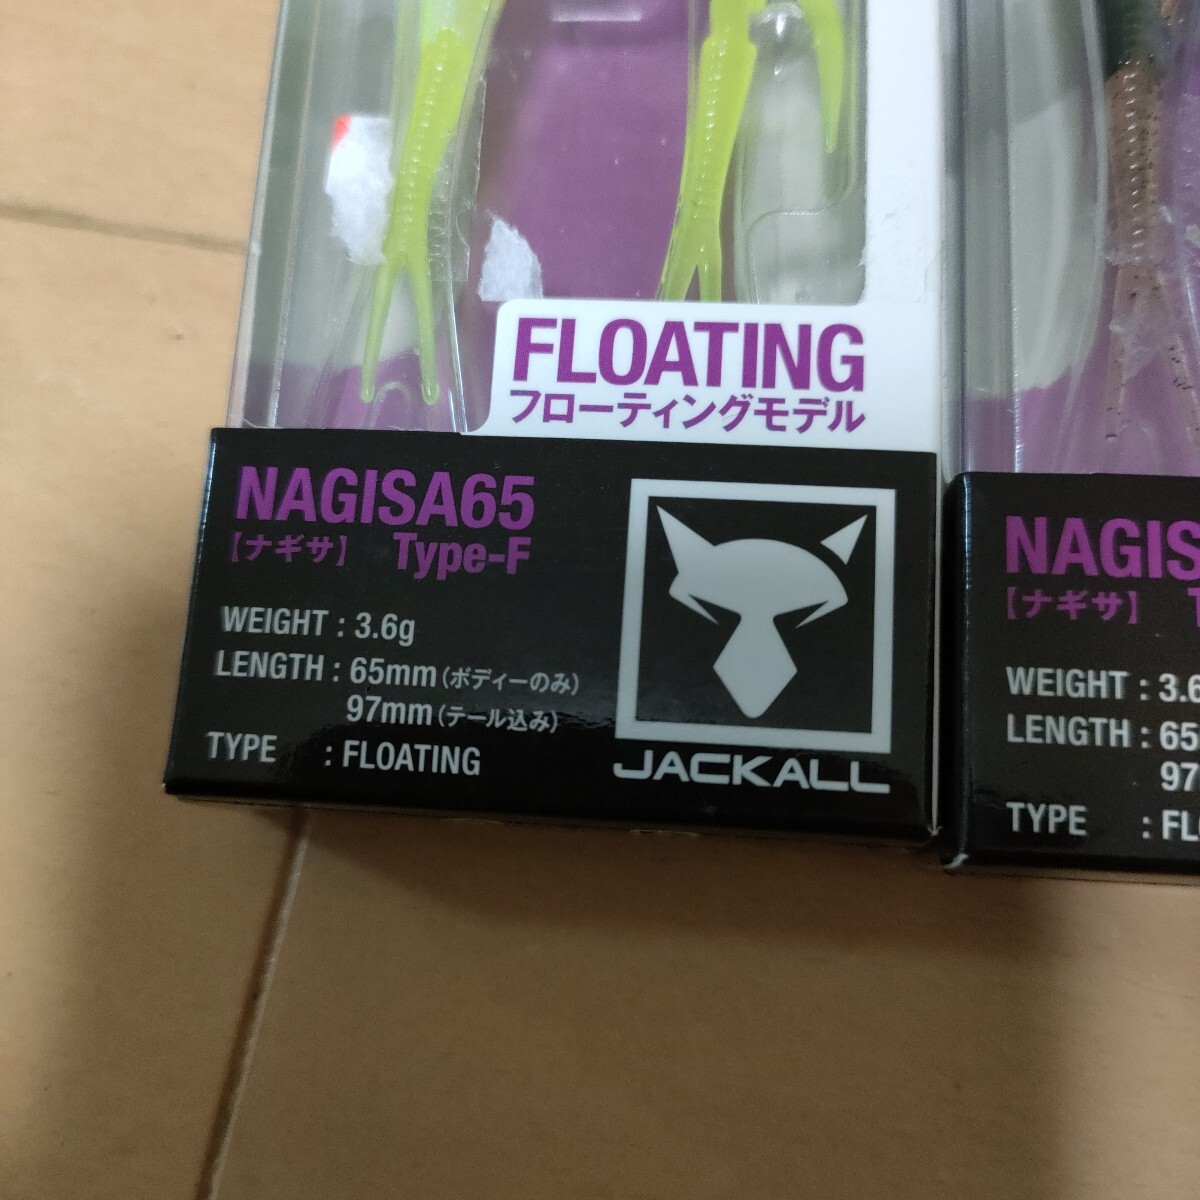 FLOATING
フローティングモデル
NAGISA65
【ナギサ】 Type-F
WEIGHT : 3.6g
LENGTH : 65mm (ボディーのみ)
97mm (テール込み)
TYPE : FLOATING
JACKALL
NAGIS
【ナギサ】 T
WEIGHT : 3.6
LENGTH : 65
97
TYPE : FL